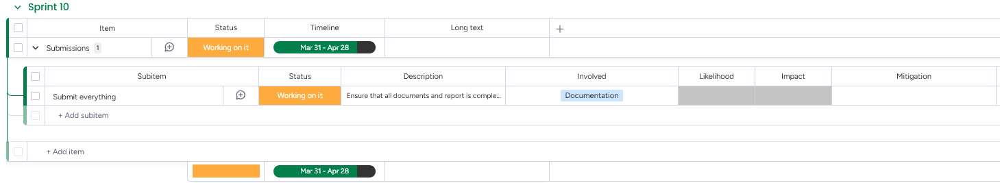 Sprint 10
Item Status Timeline Long text +
Submissions 1 Working on it Mar 31 - Apr 28
Subitem Status Description Involved Likelihood Impact Mitigation
Submit everything Working on it Ensure that all documents and report is comple... Documentation
+ Add subitem
+ Add item
Mar 31 - Apr 28